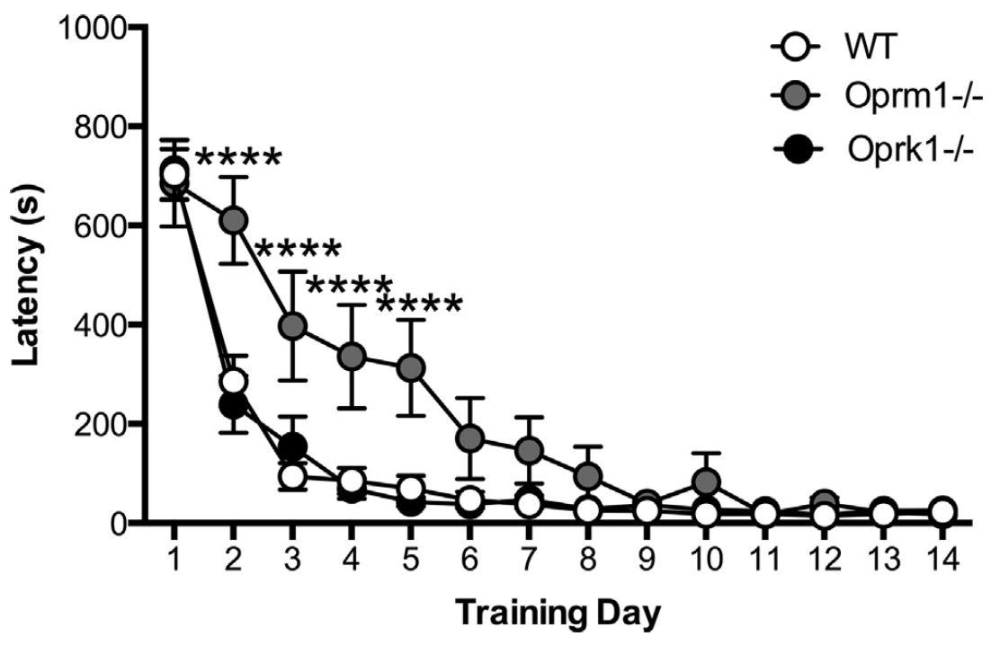 1000
800
600
400
200
0
Latency (s)
WT
Oprm1-/-
Oprk1-/-
****
****
****
****
1 2 3 4 5 6 7 8 9 10 11 12 13 14
Training Day